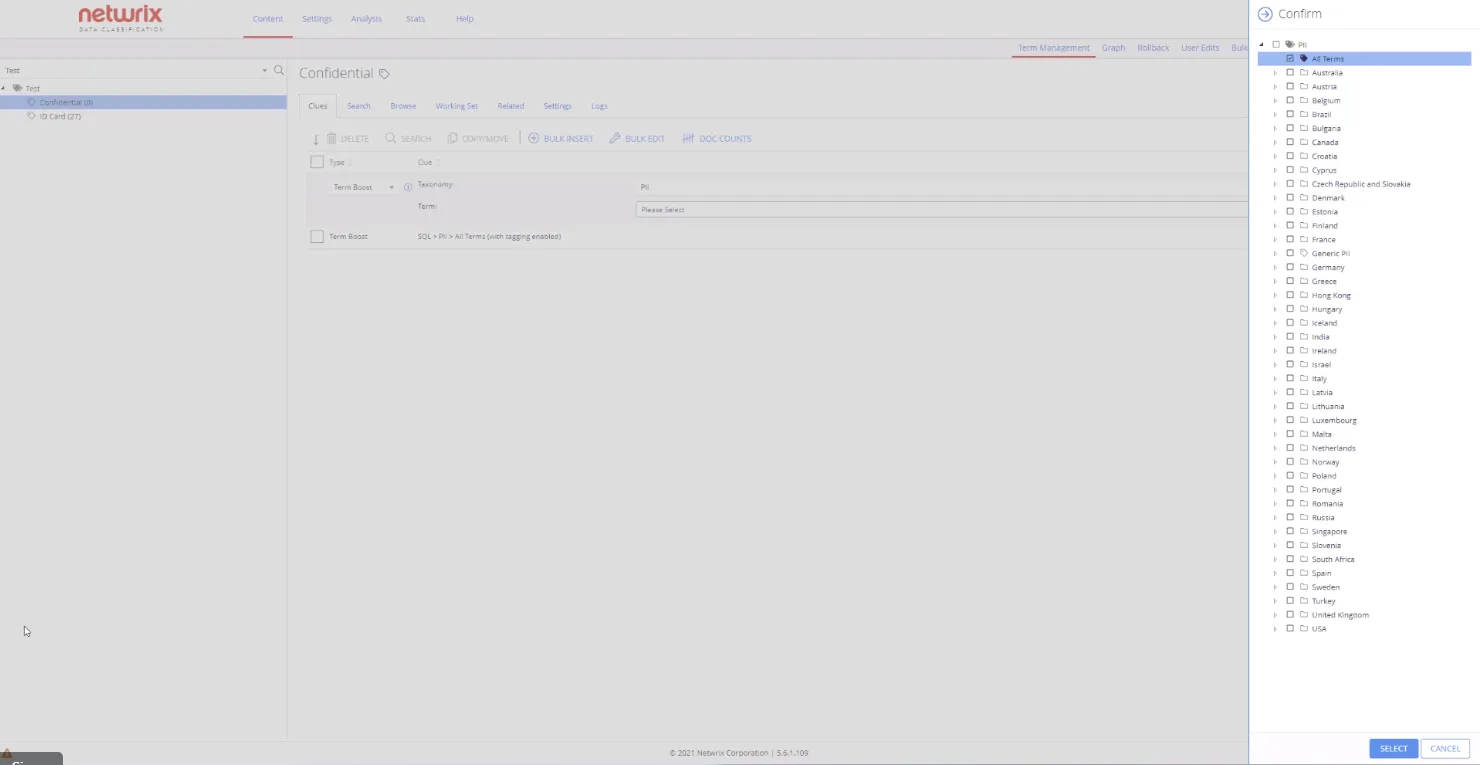 netwrix
DATA CLASSIFICATION
Content Settings Analysis Stats Help
Term Management Graph Rollback User Edits Bulk
Test
Test
Confidential (0)
ID Card (27)
Confidential
Clues Search Browse Working Set Related Settings Logs
DELETE SEARCH COPY/MOVE BULK INSERT BULK EDIT DOC COUNTS
Type Clue
Term Boost Taxonomy: PII
Term: Please Select
Term Boost SQL > PII > All Terms (with tagging enabled)
© 2021 Netwrix Corporation | 5.6.1.109
Confirm
PII
All Terms
Australia
Austria
Belgium
Brazil
Bulgaria
Canada
Croatia
Cyprus
Czech Republic and Slovakia
Denmark
Estonia
Finland
France
Generic PII
Germany
Greece
Hong Kong
Hungary
Iceland
India
Ireland
Israel
Italy
Latvia
Lithuania
Luxembourg
Malta
Netherlands
Norway
Poland
Portugal
Romania
Russia
Singapore
Slovenia
South Africa
Spain
Sweden
Turkey
United Kingdom
USA
SELECT CANCEL